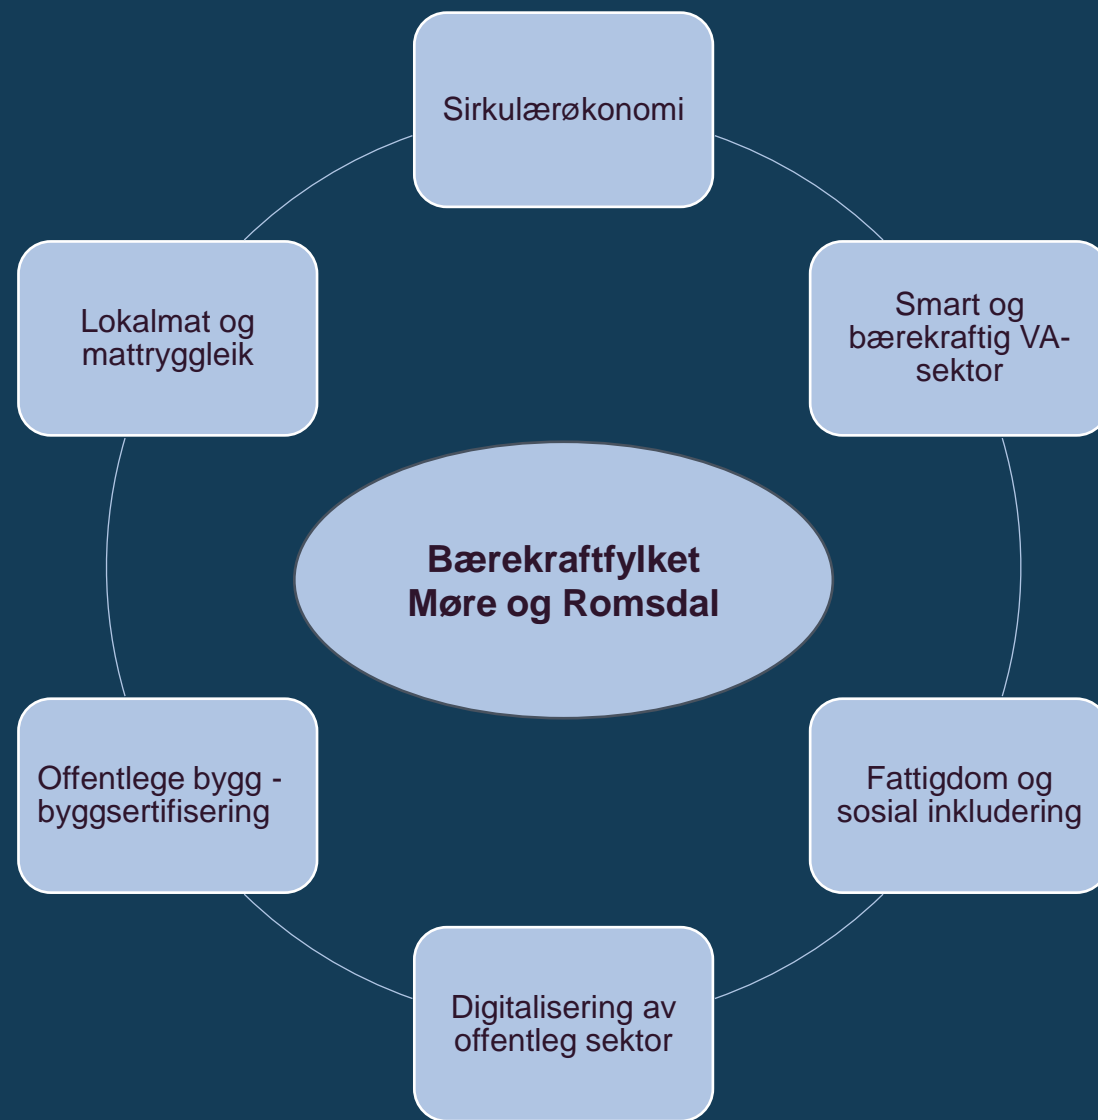 Sirkulærøkonomi
Smart og
bærekraftig VA-
sektor
Lokalmat og
mattryggleik
Bærekraftfylket
Møre og Romsdal
Offentlege bygg -
byggsertifisering
Fattigdom og
sosial inkludering
Digitalisering av
offentleg sektor